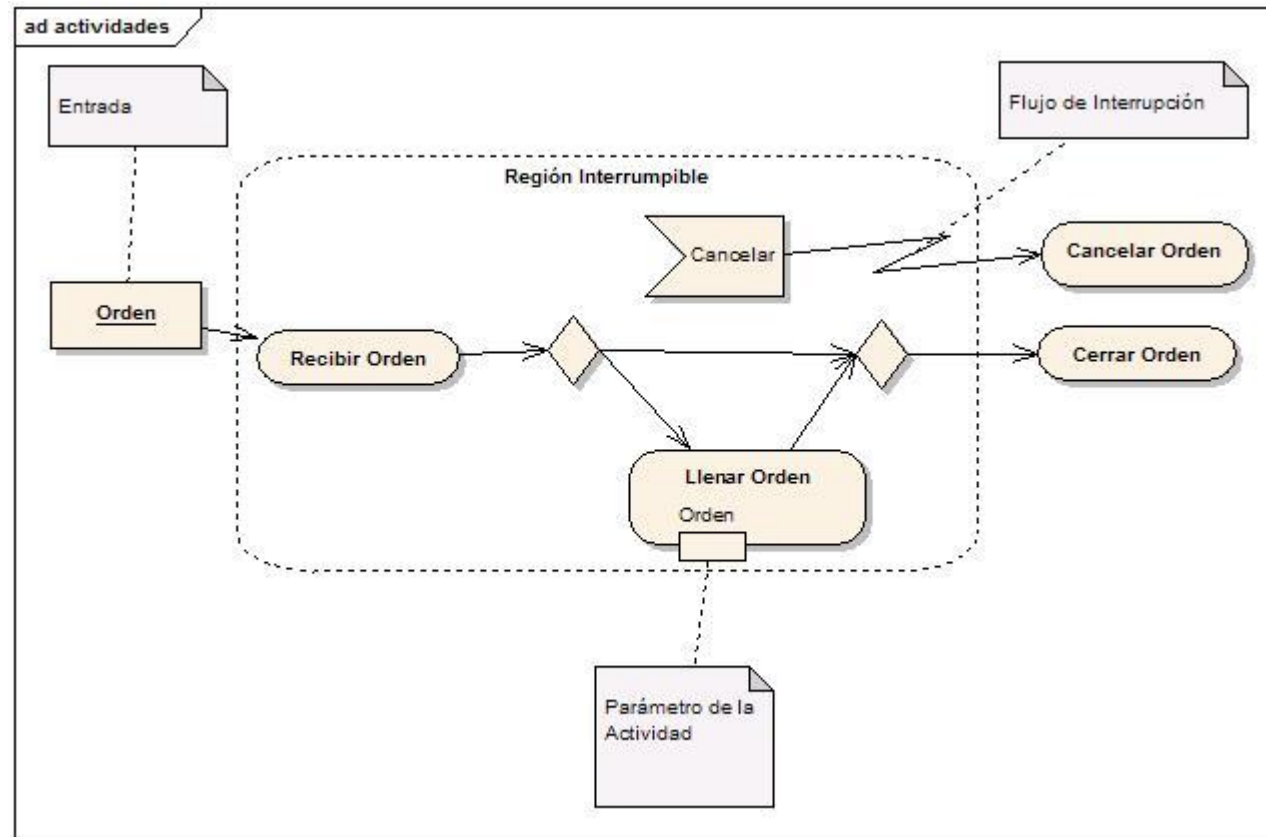 ad actividades
Entrada
Flujo de Interrupción
Región Interrumpible
Cancelar
Cancelar Orden
Orden
Recibir Orden
Cerrar Orden
Llenar Orden
Orden
Parámetro de la
Actividad